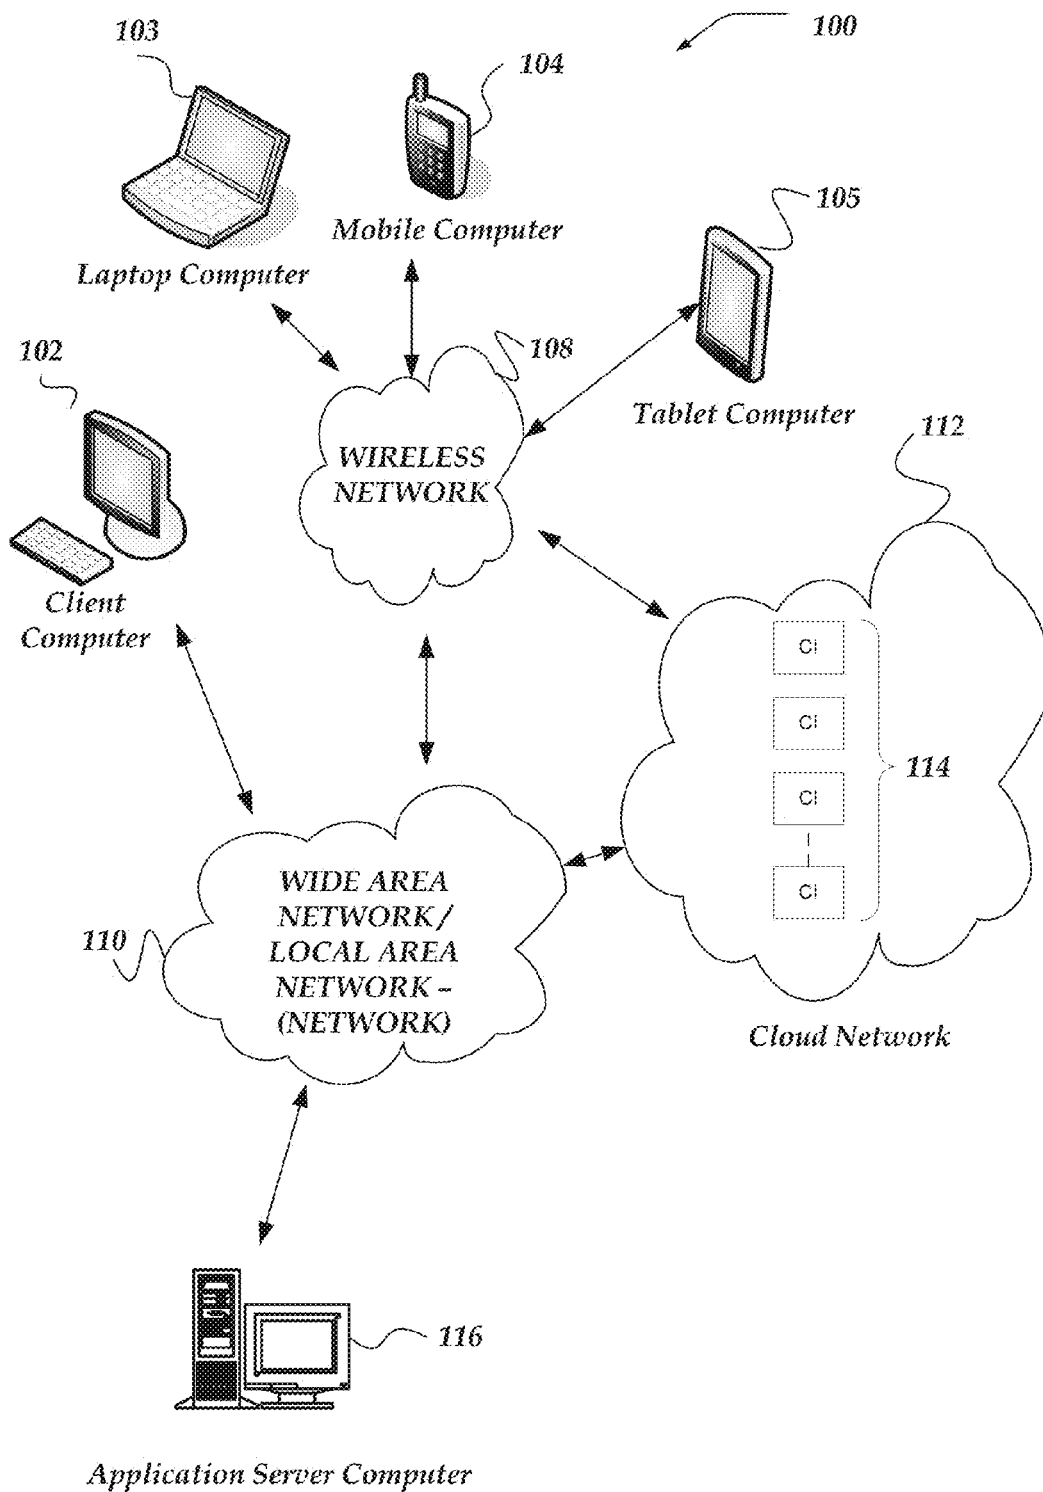 100
103
104
Mobile Computer
105
Laptop Computer
102
108
Tablet Computer
112
WIRELESS
NETWORK
Client
Computer
CI
CI
114
CI
CI
WIDE AREA
NETWORK /
LOCAL AREA
NETWORK –
(NETWORK)
110
Cloud Network
116
Application Server Computer